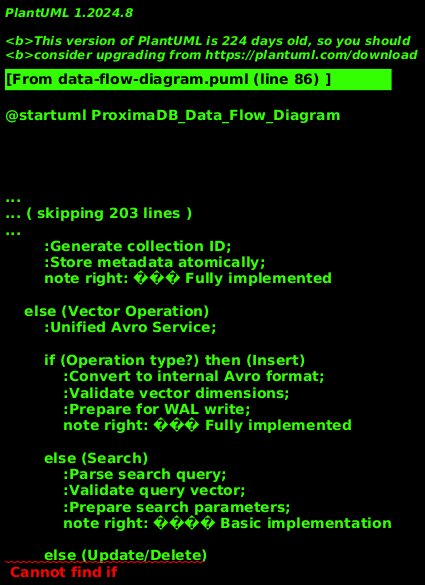 PlantUML 1.2024.8
<b>This version of PlantUML is 224 days old, so you should
<b>consider upgrading from https://plantuml.com/download
[From data-flow-diagram.puml (line 86) ]
@startuml ProximaDB_Data_Flow_Diagram
...
... ( skipping 203 lines )
...
:Generate collection ID;
:Store metadata atomically;
note right: ��� Fully implemented
else (Vector Operation)
:Unified Avro Service;
if (Operation type?) then (Insert)
:Convert to internal Avro format;
:Validate vector dimensions;
:Prepare for WAL write;
note right: ��� Fully implemented
else (Search)
:Parse search query;
:Validate query vector;
:Prepare search parameters;
note right: ���� Basic implementation
else (Update/Delete)
Cannot find if